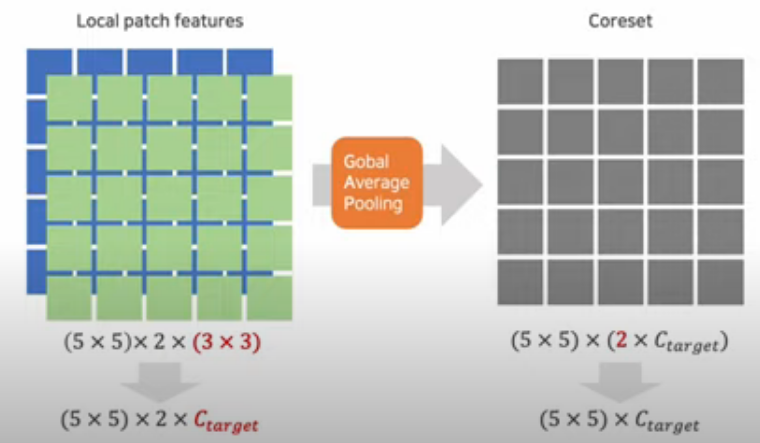 Local patch features
Coreset
Gobal
Average
Pooling
(5 × 5)× 2 × (3 × 3)
(5 × 5) × (2 × C_target)
(5 × 5) × 2 × C_target
(5 × 5) × C_target